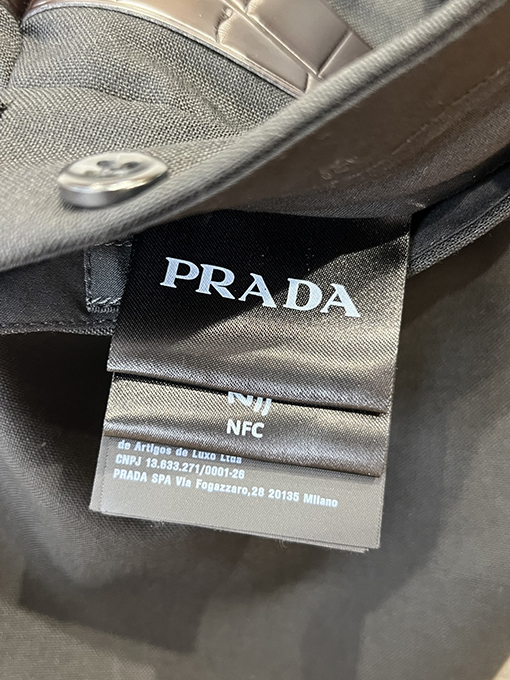 PRADA
NFC
de Artigos de Luxo Ltda
CNPJ 13.633.271/0001-26
PRADA SPA Via Fogazzaro,28 20135 Milano